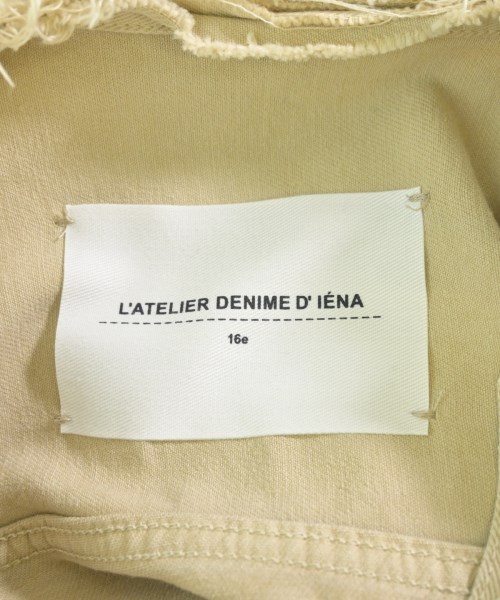 L'ATELIER DENIME D' IÉNA
16e